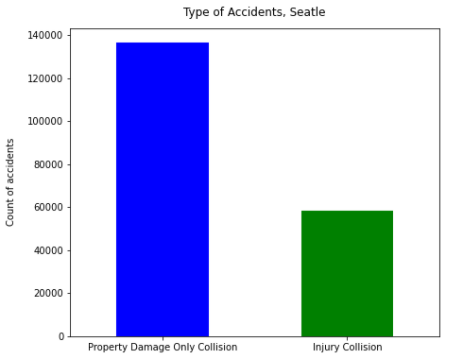 Type of Accidents, Seatle
140000
120000
100000
80000
60000
40000
20000
0
Count of accidents
Property Damage Only Collision
Injury Collision